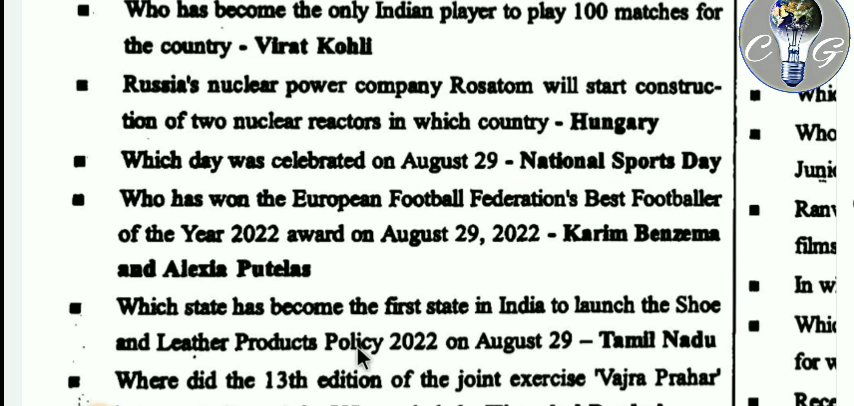 ■ Who has become the only Indian player to play 100 matches for
the country - Virat Kohli
■ Russia's nuclear power company Rosatom will start construc-
tion of two nuclear reactors in which country - Hungary
■ Which day was celebrated on August 29 - National Sports Day
■ Who has won the European Football Federation's Best Footballer
of the Year 2022 award on August 29, 2022 - Karim Benzema
and Alexia Putelas
■ Which state has become the first state in India to launch the Shoe
and Leather Products Policy 2022 on August 29 – Tamil Nadu
■ Where did the 13th edition of the joint exercise 'Vajra Prahar'
C G
■ Who
■ In
for